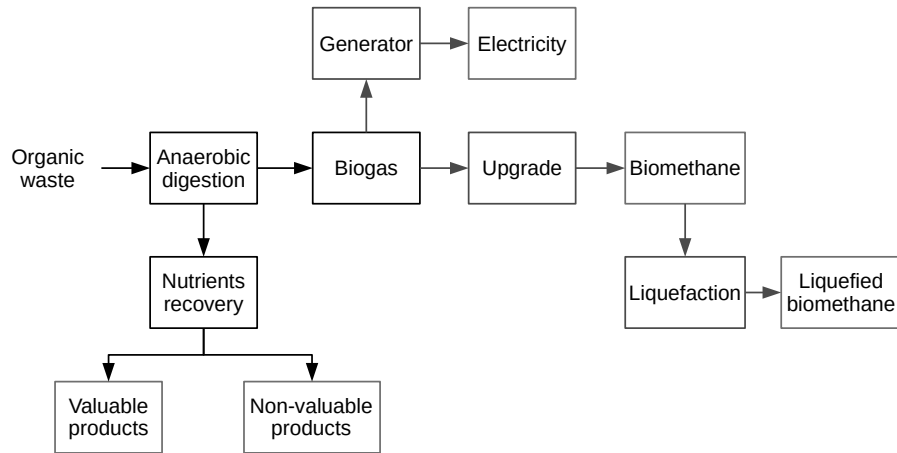 Generator
Electricity
Organic
waste
Anaerobic
digestion
Biogas
Upgrade
Biomethane
Nutrients
recovery
Liquefaction
Liquefied
biomethane
Valuable
products
Non-valuable
products